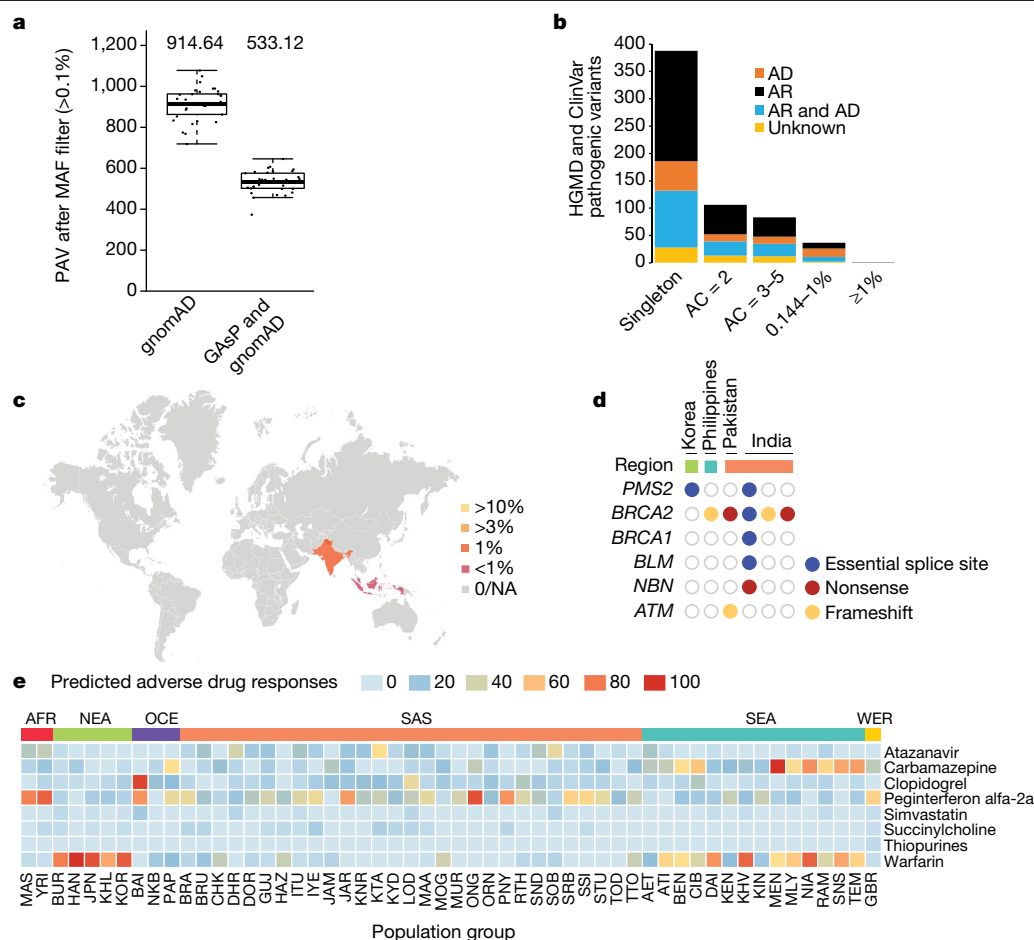 a
PAV after MAF filter (>0.1%)
1,200
1,000
800
600
400
200
0
914.64
533.12
gnomAD
GAsP and
gnomAD
b
HGMD and ClinVar
pathogenic variants
400
350
300
250
200
150
100
50
0
AD
AR
AR and AD
Unknown
Singleton
AC = 2
AC = 3–5
0.144–1%
≥1%
c
>10%
>3%
1%
<1%
0/NA
d
Korea
Philippines
Pakistan
India
Region
PMS2
BRCA2
BRCA1
BLM
NBN
ATM
Essential splice site
Nonsense
Frameshift
e
Predicted adverse drug responses
0 20 40 60 80 100
AFR NEA OCE SAS SEA WER
Atazanavir
Carbamazepine
Clopidogrel
Peginterferon alfa-2a
Simvastatin
Succinylcholine
Thiopurines
Warfarin
MAS YRI BUR HAN JPN KHL KOR BAI NKB PAP BRA BRU CHK DHR DOR GUJ HAZ ITU IYE JAM JAR KNR KTA KYD LOD MAA MOG MUR ONG ORN PNY RTH SND SOB SRB SSI STU TOD TTO AET ATI BEN CIB DAI KEN KHV KIN MEN MLY NIA RAM SNS TEM GBR
Population group